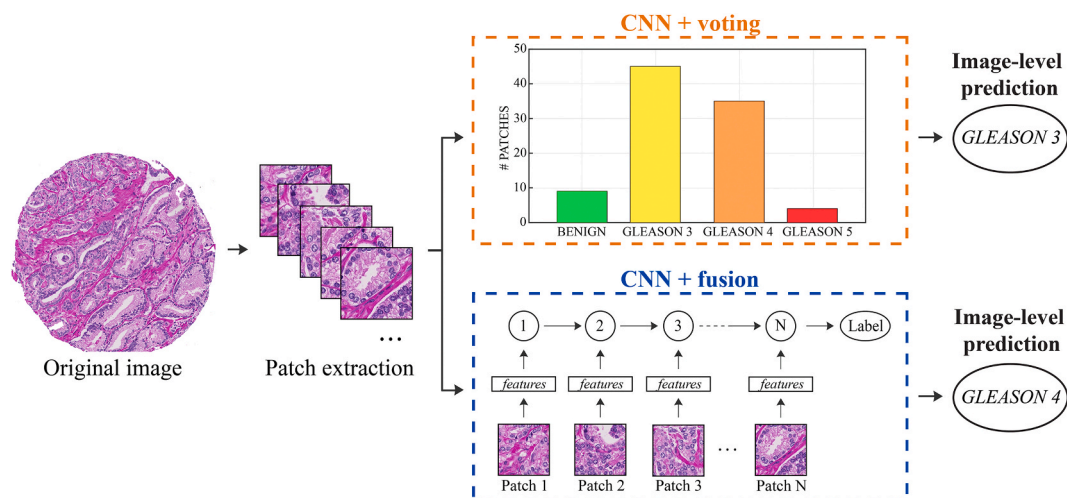 CNN + voting
50
40
30
20
10
0
# PATCHES
BENIGN GLEASON 3 GLEASON 4 GLEASON 5
Image-level
prediction
GLEASON 3
Original image
Patch extraction
...
CNN + fusion
1 2 3 N Label
features features features features
...
Patch 1 Patch 2 Patch 3 Patch N
Image-level
prediction
GLEASON 4